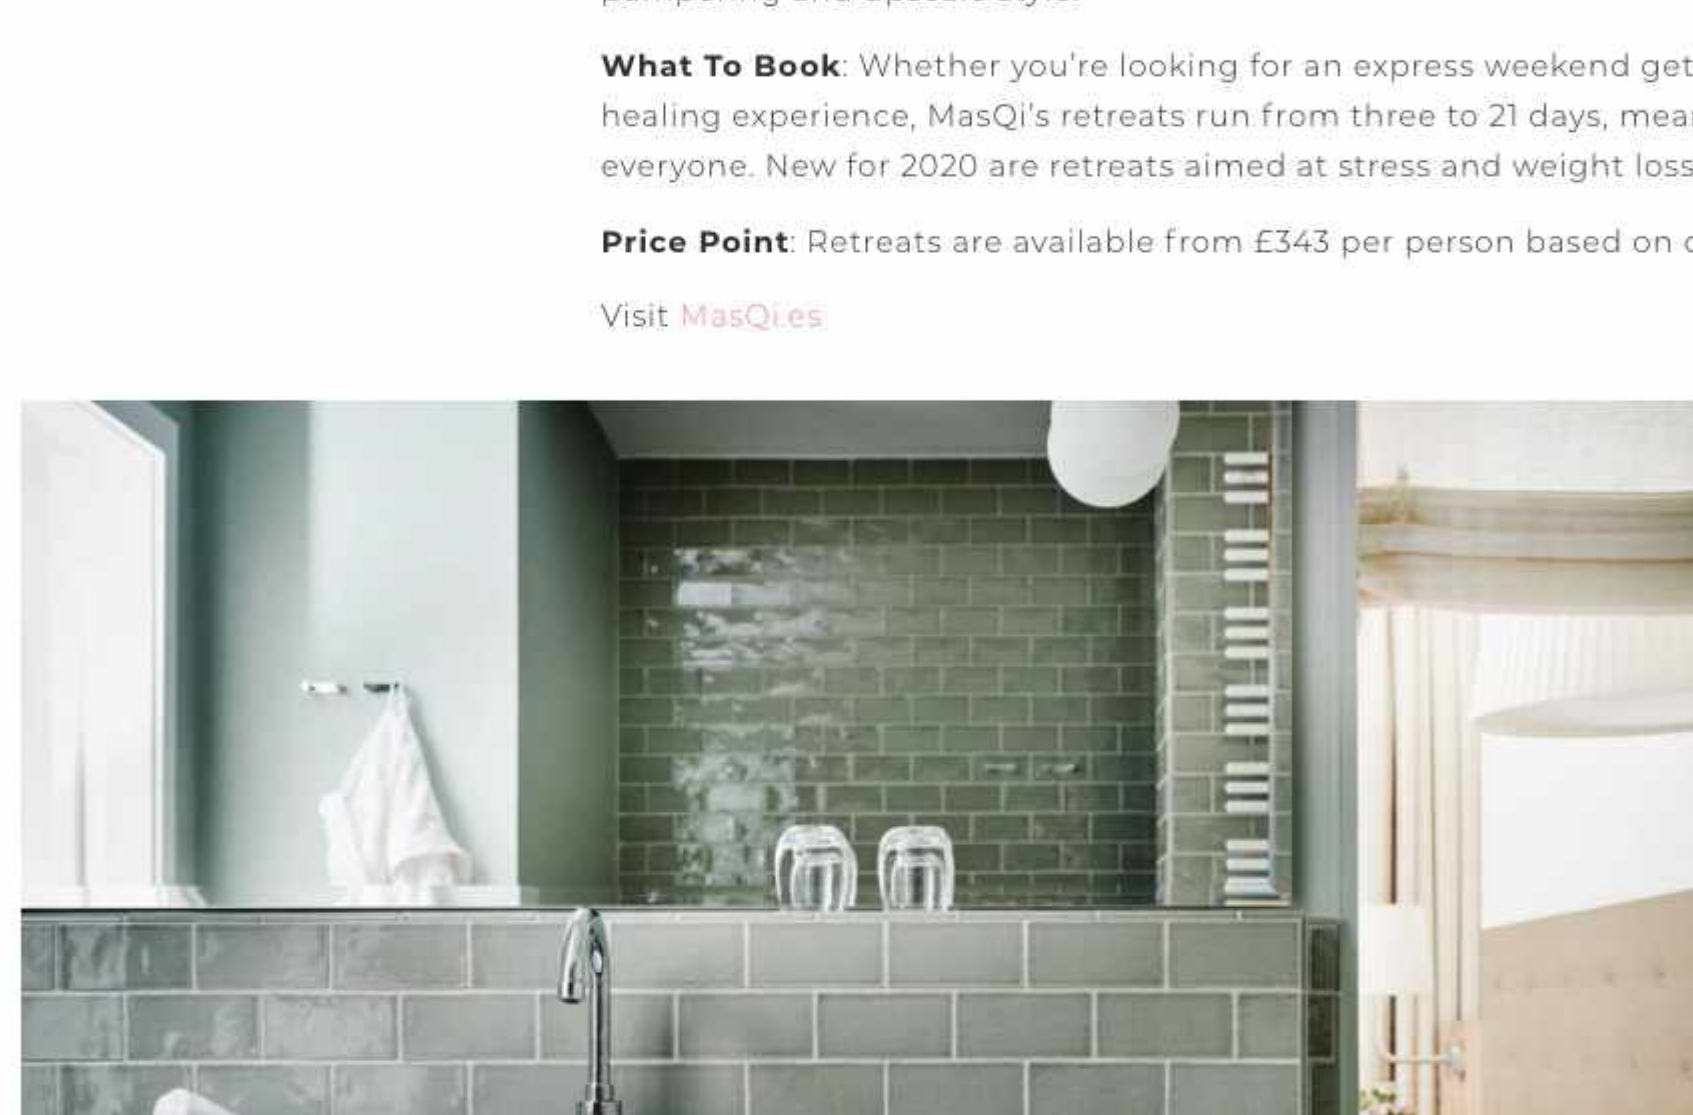 What To Book: Whether you're looking for an express weekend get
healing experience, MasQi's retreats run from three to 21 days, mea
everyone. New for 2020 are retreats aimed at stress and weight loss
Price Point: Retreats are available from £343 per person based on
Visit MasQi.es